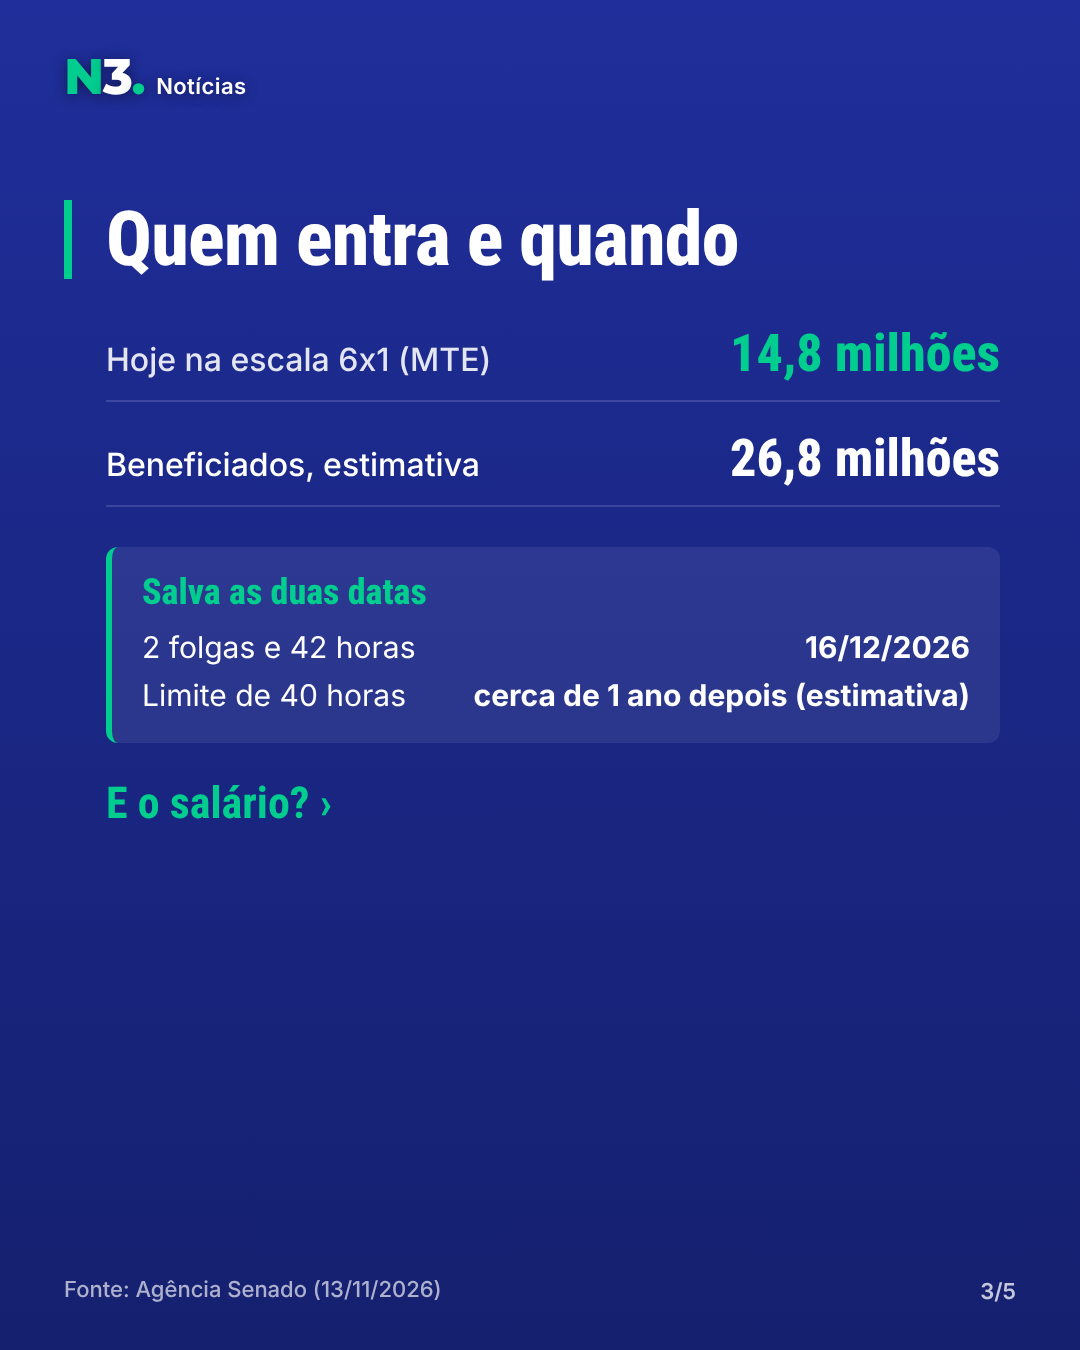 N3. Notícias
Quem entra e quando
Hoje na escala 6x1 (MTE) 14,8 milhões
Beneficiados, estimativa 26,8 milhões
Salva as duas datas
2 folgas e 42 horas 16/12/2026
Limite de 40 horas cerca de 1 ano depois (estimativa)
E o salário? ›
Fonte: Agência Senado (13/11/2026) 3/5